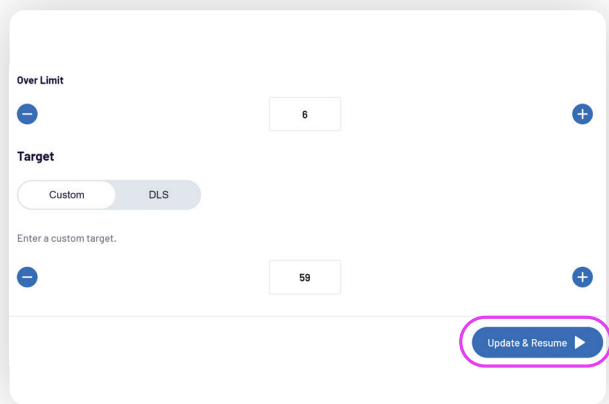 Over Limit
6
Target
Custom DLS
Enter a custom target.
59
Update & Resume